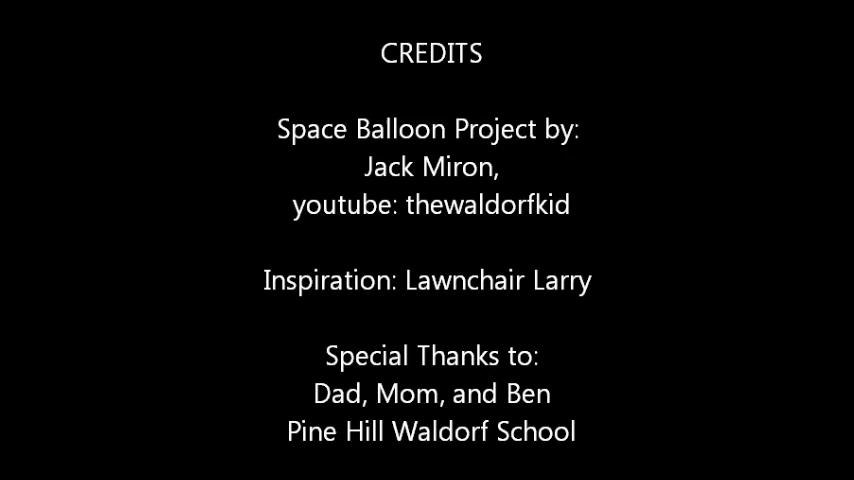 CREDITS
Space Balloon Project by:
Jack Miron,
youtube: thewaldorfkid
Inspiration: Lawnchair Larry
Special Thanks to:
Dad, Mom, and Ben
Pine Hill Waldorf School